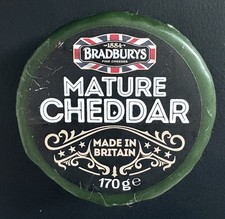 1884
BRADBURYS
FINE CHEESES
MATURE
CHEDDAR
MADE IN
BRITAIN
170g℮